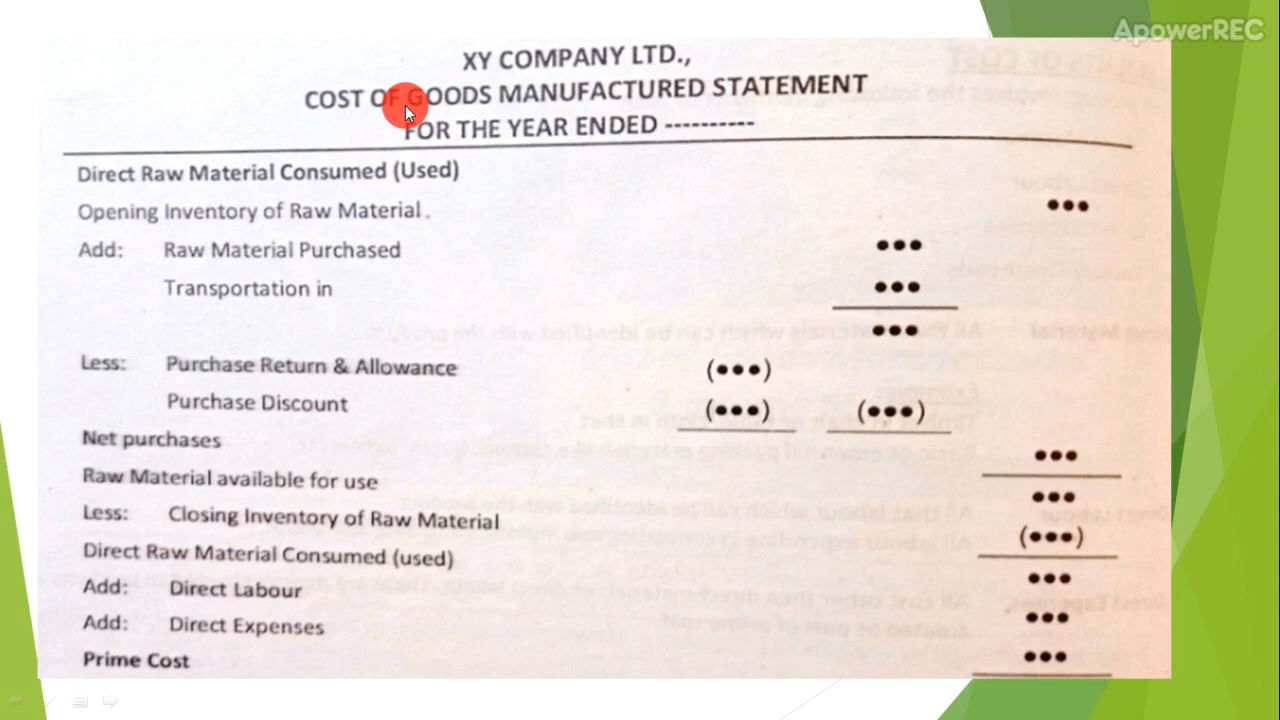 ApowerREC
XY COMPANY LTD.,
COST OF GOODS MANUFACTURED STATEMENT
FOR THE YEAR ENDED ----------
Direct Raw Material Consumed (Used)
Opening Inventory of Raw Material. •••
Add: Raw Material Purchased •••
Transportation in •••
•••
Less: Purchase Return & Allowance (•••)
Purchase Discount (•••) (•••)
Net purchases •••
Raw Material available for use •••
Less: Closing Inventory of Raw Material (•••)
Direct Raw Material Consumed (used) •••
Add: Direct Labour •••
Add: Direct Expenses •••
Prime Cost